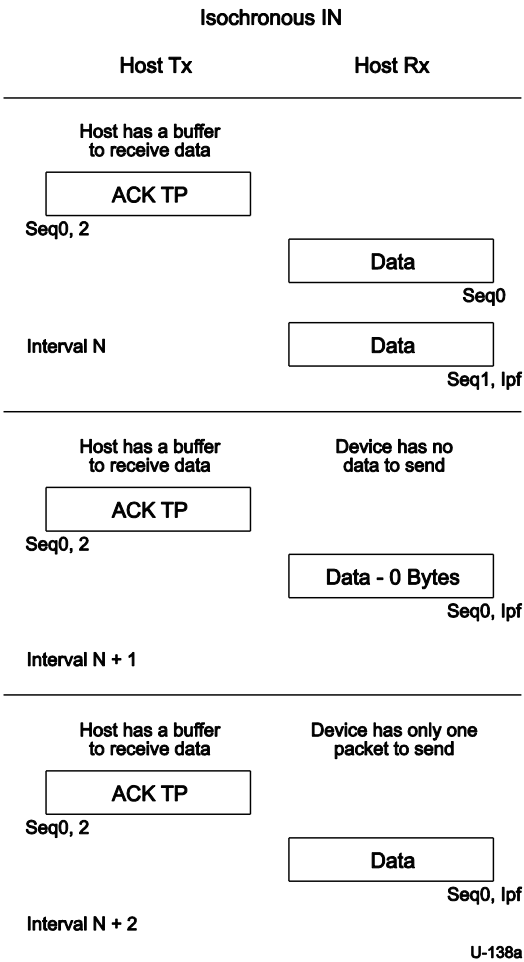 Isochronous IN
Host Tx
Host Rx
Host has a buffer
to receive data
ACK TP
Seq0, 2
Data
Seq0
Interval N
Data
Seq1, lpf
Host has a buffer
to receive data
Device has no
data to send
ACK TP
Seq0, 2
Data - 0 Bytes
Seq0, lpf
Interval N + 1
Host has a buffer
to receive data
Device has only one
packet to send
ACK TP
Seq0, 2
Data
Seq0, lpf
Interval N + 2
U-138a